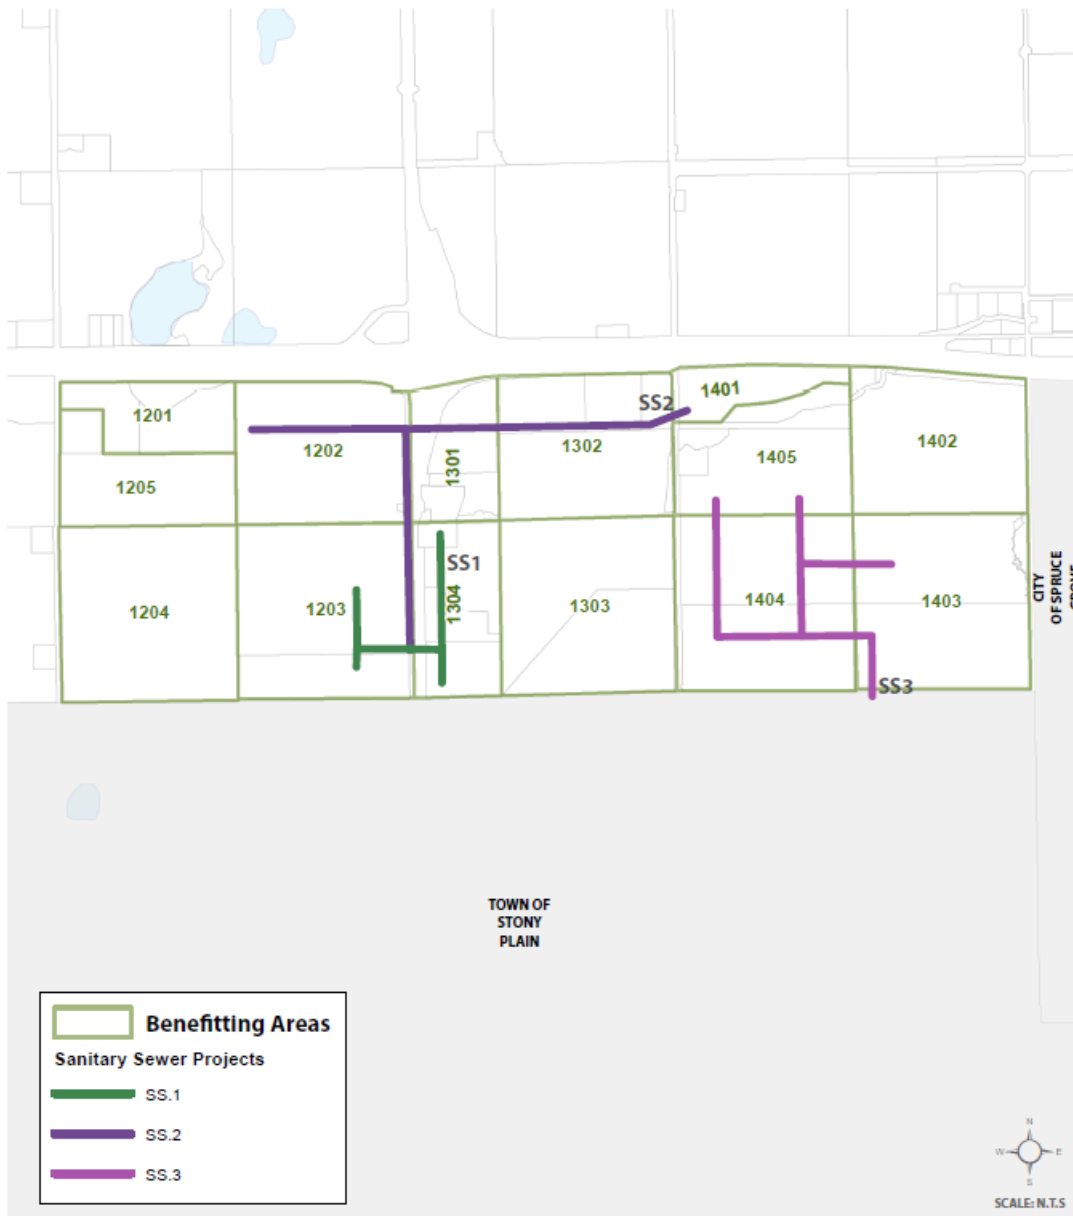 1401
SS2
1201
1402
1202
1302
1301
1405
1205
SS1
CITY
OF SPRUCE
1204
1203
1304
1303
1404
1403
SS3
TOWN OF
STONY
PLAIN
Benefitting Areas
Sanitary Sewer Projects
SS.1
SS.2
SS.3
N
W E
S
SCALE: N.T.S